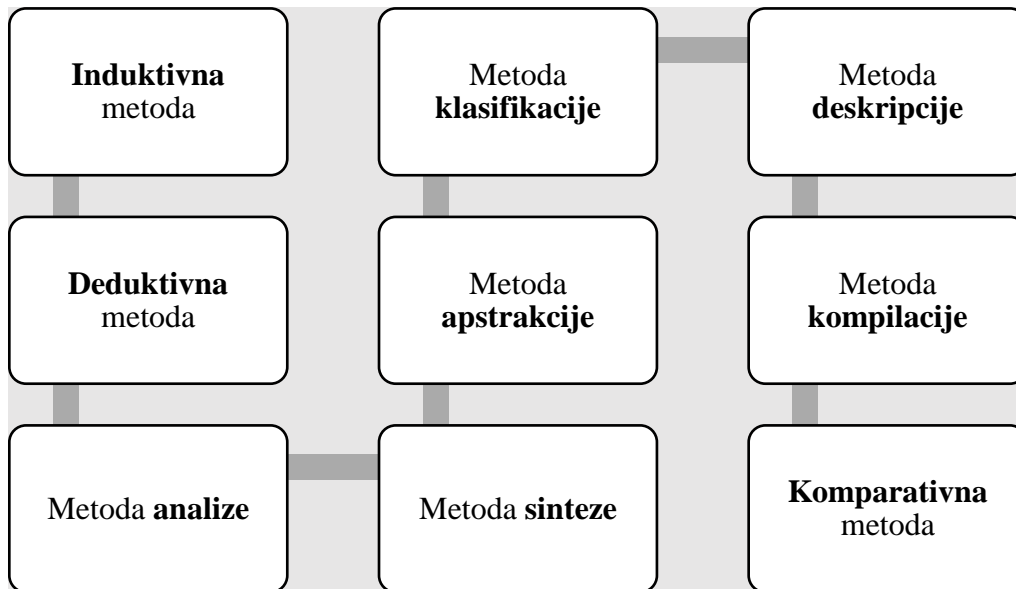 Induktivna
metoda
Deduktivna
metoda
Metoda analize
Metoda sinteze
Metoda
apstrakcije
Metoda
klasifikacije
Metoda
deskripcije
Metoda
kompilacije
Komparativna
metoda